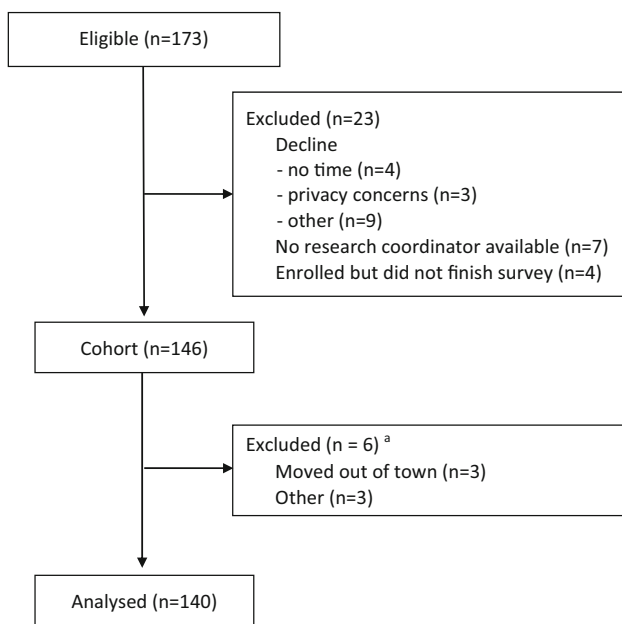 Eligible (n=173)
Excluded (n=23)
Decline
- no time (n=4)
- privacy concerns (n=3)
- other (n=9)
No research coordinator available (n=7)
Enrolled but did not finish survey (n=4)
Cohort (n=146)
Excluded (n = 6) a
Moved out of town (n=3)
Other (n=3)
Analysed (n=140)